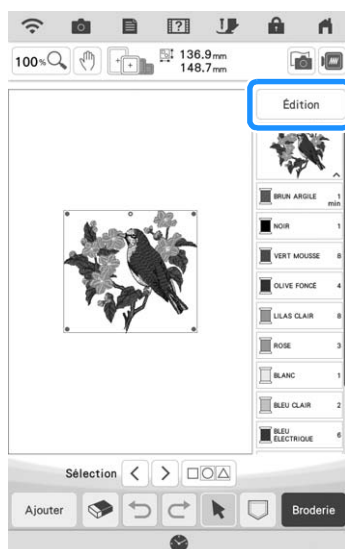 100%
136.9mm
148.7mm
Édition
BRUN ARGILE 1
min
NOIR 1
VERT MOUSSE 8
OLIVE FONCÉ 4
LILAS CLAIR 8
ROSE 3
BLANC 1
BLEU CLAIR 2
BLEU
ÉLECTRIQUE 6
Sélection
Ajouter
Broderie